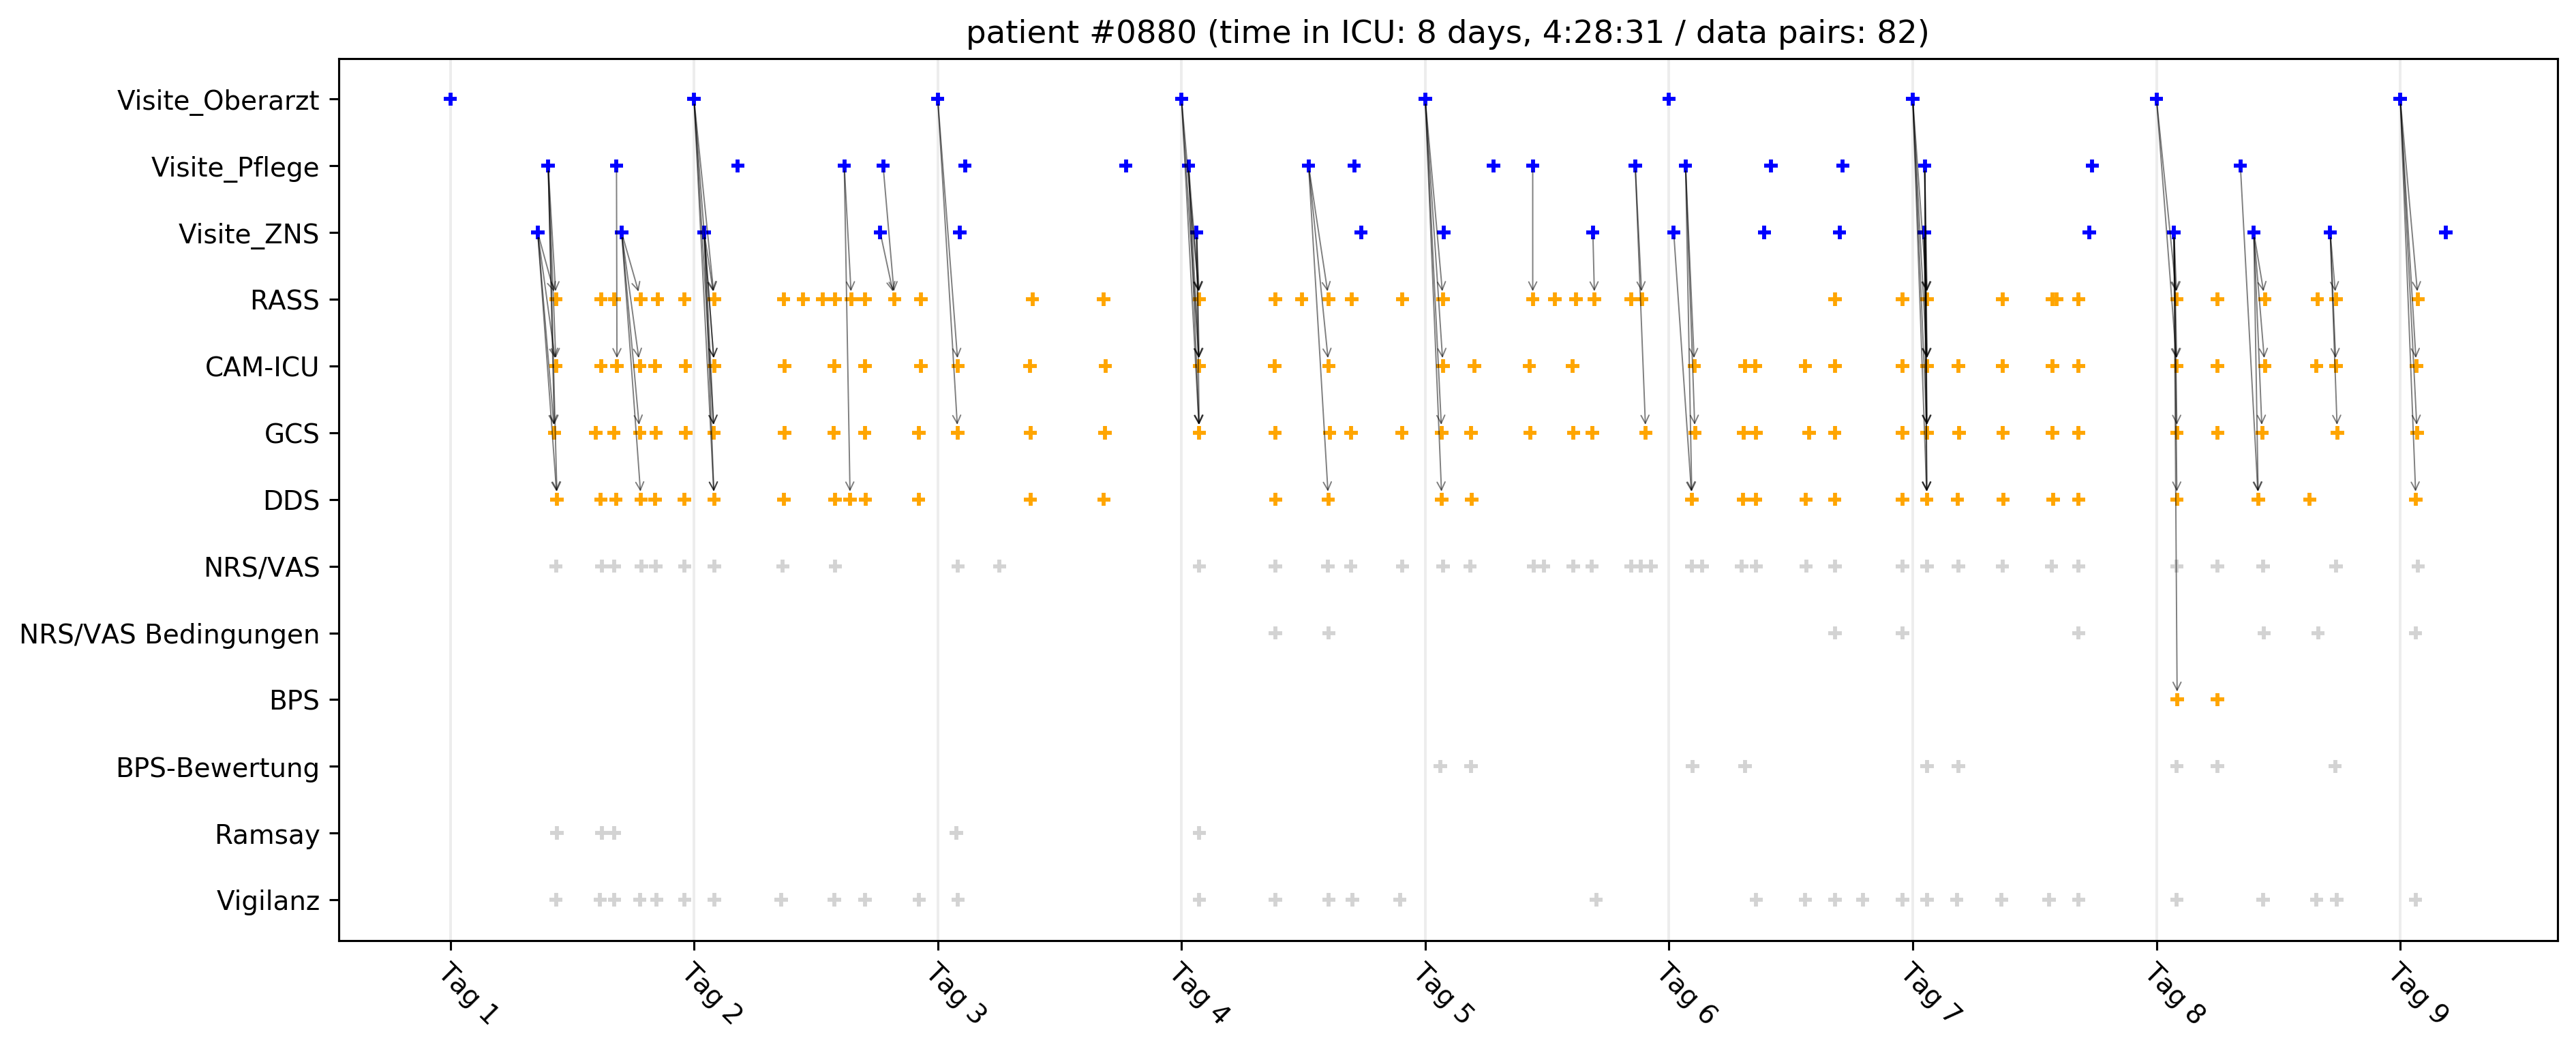 patient #0880 (time in ICU: 8 days, 4:28:31 / data pairs: 82)
Visite_Oberarzt
Visite_Pflege
Visite_ZNS
RASS
CAM-ICU
GCS
DDS
NRS/VAS
NRS/VAS Bedingungen
BPS
BPS-Bewertung
Ramsay
Vigilanz
Tag 1
Tag 2
Tag 3
Tag 4
Tag 5
Tag 6
Tag 7
Tag 8
Tag 9